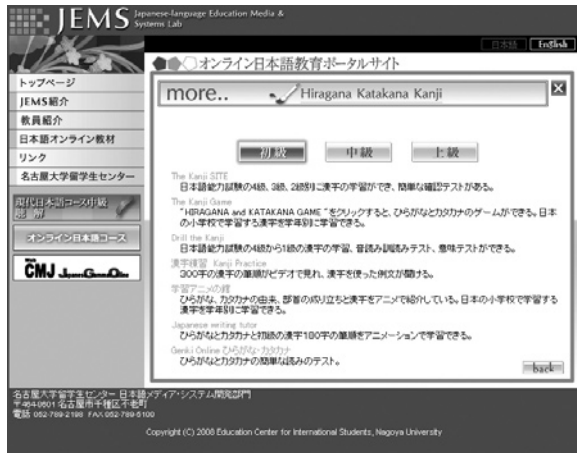 JEMS Japanese-language Education Media &
Systems Lab
日本語 English
オンライン日本語教育ポータルサイト
トップページ
JEMS紹介
教員紹介
日本語オンライン教材
リンク
名古屋大学留学生センター
現代日本語コース中級
聴解
オンライン日本語コース
CMJ
more.. Hiragana Katakana Kanji
初級 中級 上級
The Kanji SITE
日本語能力試験の4級、3級、2級別に漢字の学習ができ、簡単な確認テストがある。
The Kanji Game
"HIRAGANA and KATAKANA GAME "をクリックすると、ひらがなとカタカナのゲームができる。日本
の小学校で学習する漢字を学年別に学習できる。
Drill the Kanji
日本語能力試験の4級から1級の漢字の学習、音読み訓読みテスト、意味テストができる。
漢字練習 Kanji Practice
300字の漢字の筆順がビデオで見れ、漢字を使った例文が聞ける。
学習アニメの館
ひらがな、カタカナの由来、部首の成り立ちと漢字をアニメで紹介している。日本の小学校で学習する
漢字を学年別に学習できる。
Japanese writing tutor
ひらがなとカタカナと初級の漢字100字の筆順をアニメーションで学習できる。
Genki Online ひらがな・カタカナ
ひらがなとカタカナの簡単な読みのテスト。
back
名古屋大学留学生センター 日本語メディア・システム開発部門
〒464-8601 名古屋市千種区不老町
電話 052-789-2198 FAX 052-789-5100
Copyright (C) 2008 Education Center for International Students, Nagoya University